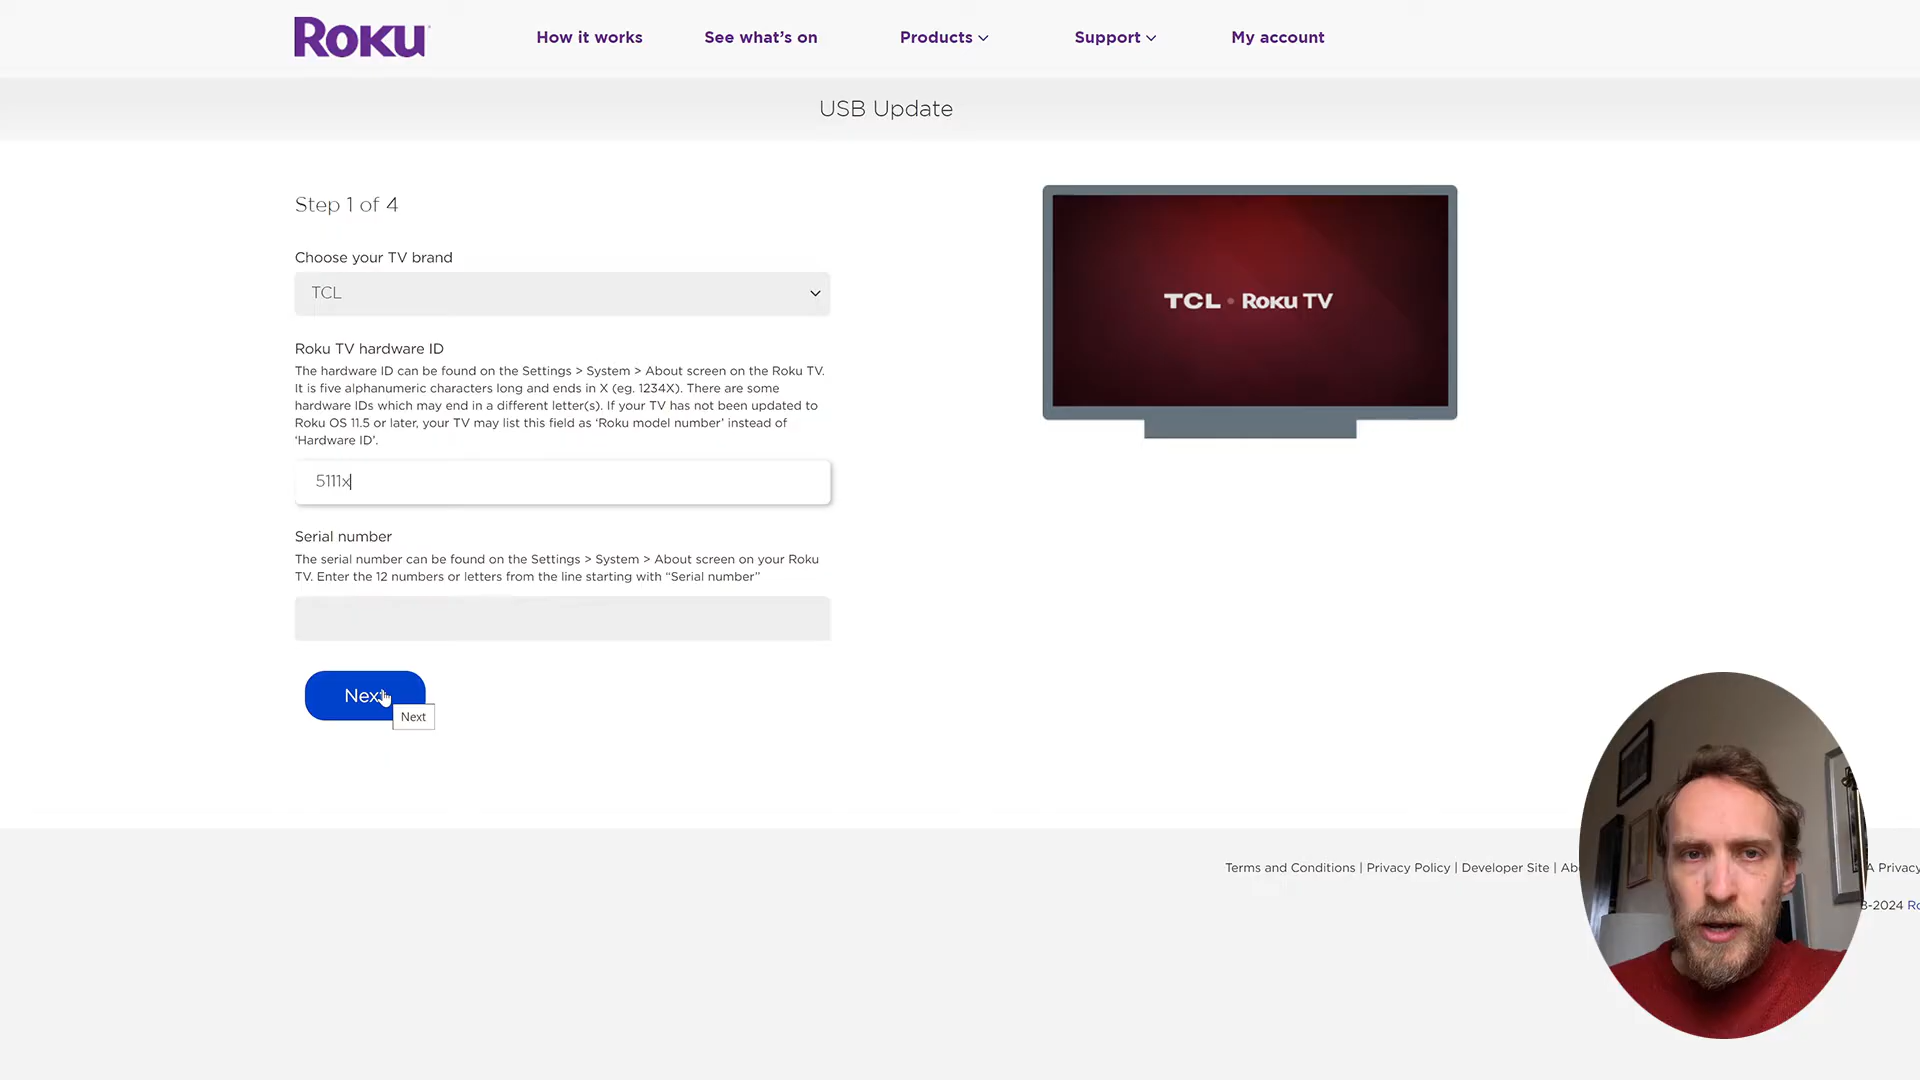 Roku
How it works
See what's on
Products
Support
My account
USB Update
Step 1 of 4
Choose your TV brand
TCL
TCL • Roku TV
Roku TV hardware ID
The hardware ID can be found on the Settings > System > About screen on the Roku TV.
It is five alphanumeric characters long and ends in X (eg. 1234X). There are some
hardware IDs which may end in a different letter(s). If your TV has not been updated to
Roku OS 11.5 or later, your TV may list this field as ‘Roku model number’ instead of
‘Hardware ID’.
5111x
Serial number
The serial number can be found on the Settings > System > About screen on your Roku
TV. Enter the 12 numbers or letters from the line starting with “Serial number”
Next
Next
Terms and Conditions | Privacy Policy | Developer Site | Ab
A Privacy
-2024 Ro